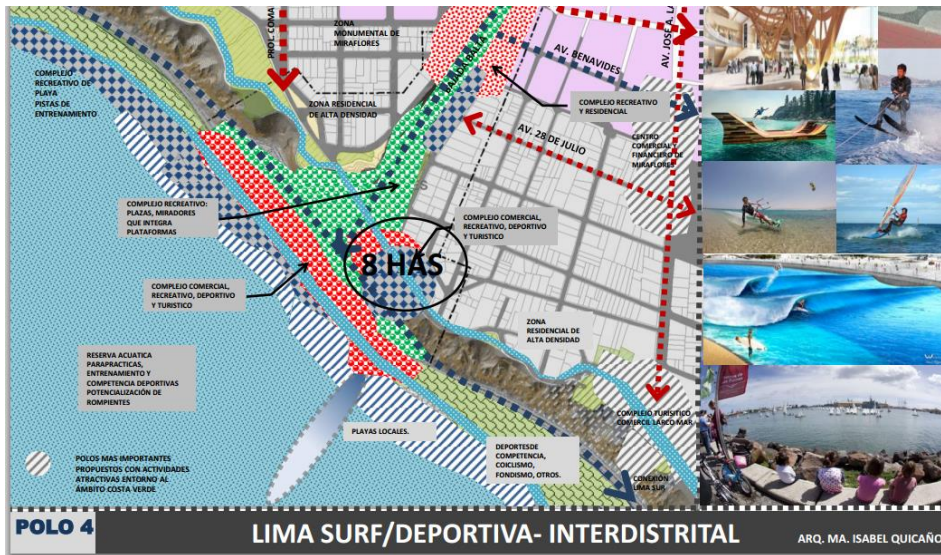 PROL. COMA
ZONA
MONUMENTAL DE
MIRAFLORES
AV. JOSE A. LA
AV. BENAVIDES
COMPLEJO
RECREATIVO DE
PLAYA
PISTAS DE
ENTRENAMIENTO
ZONA RESIDENCIAL
DE ALTA DENSIDAD
COMPLEJO RECREATIVO
Y RESIDENCIAL
AV. 28 DE JULIO
CENTRO
COMERCIAL Y
FINANCIERO DE
MIRAFLORES
COMPLEJO RECREATIVO:
PLAZAS, MIRADORES
QUE INTEGRA
PLATAFORMAS
COMPLEJO COMERCIAL,
RECREATIVO, DEPORTIVO
Y TURISTICO
8 HAS
COMPLEJO COMERCIAL,
RECREATIVO, DEPORTIVO
Y TURISTICO
ZONA
RESIDENCIAL DE
ALTA DENSIDAD
RESERVA ACUATICA
PARAPRACTICAS,
ENTRENAMIENTO Y
COMPETENCIA DEPORTIVAS
POTENCIALIZACIÓN DE
ROMPIENTES
COMPLEJO TURISITICO
COMERCIL LARCO MAR
PLAYAS LOCALES.
DEPORTESDE
COMPETENCIA,
COICLISMO,
FONDISMO, OTROS.
POLOS MAS IMPORTANTES
PROPUESTOS CON ACTIVIDADES
ATRACTIVAS ENTORNO AL
ÁMBITO COSTA VERDE
CONEXIÓN
LIMA SUR
POLO 4
LIMA SURF/DEPORTIVA- INTERDISTRITAL
ARQ. MA. ISABEL QUICAÑO